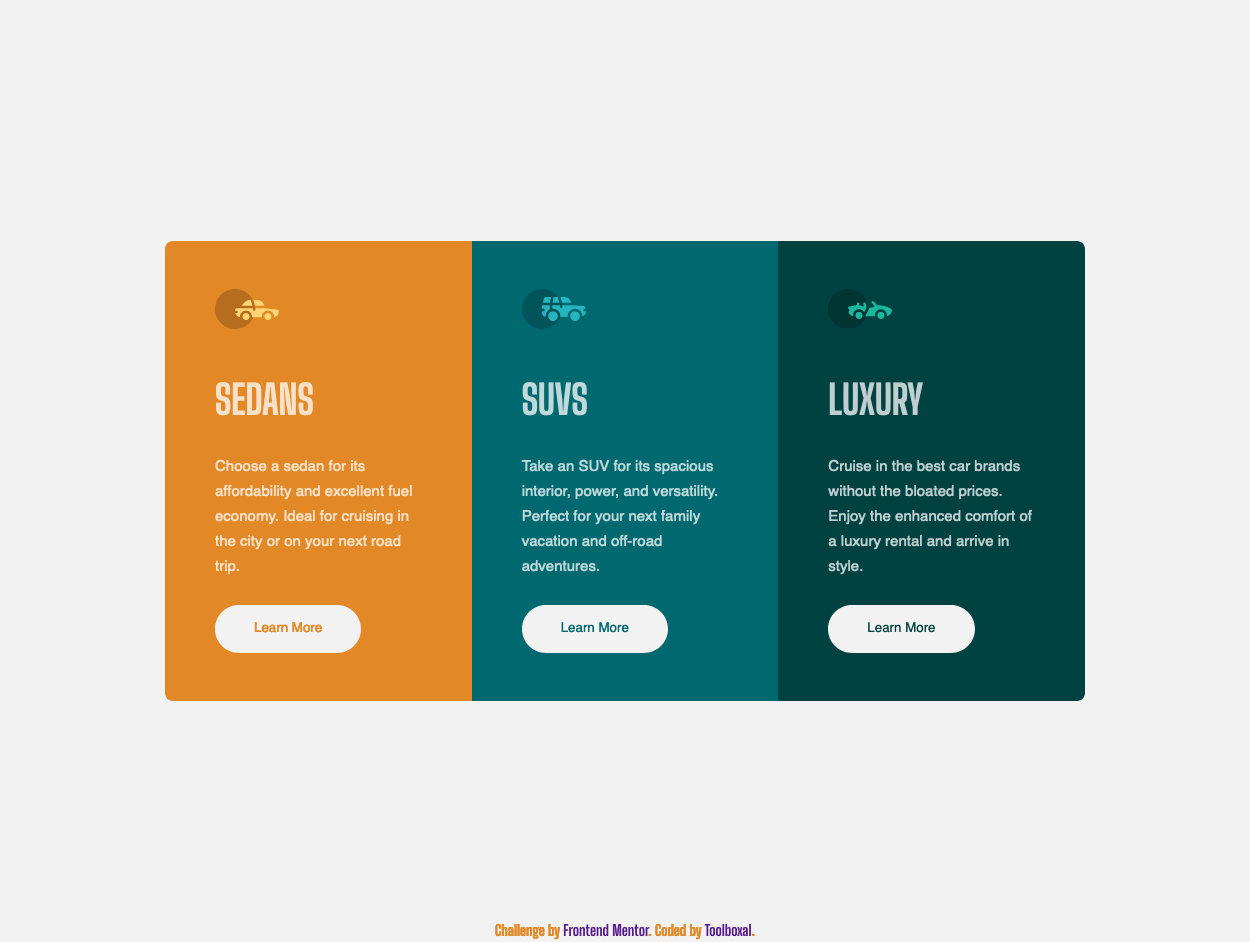 SEDANS
Choose a sedan for its
affordability and excellent fuel
economy. Ideal for cruising in
the city or on your next road
trip.
Learn More
SUVS
Take an SUV for its spacious
interior, power, and versatility.
Perfect for your next family
vacation and off-road
adventures.
Learn More
LUXURY
Cruise in the best car brands
without the bloated prices.
Enjoy the enhanced comfort of
a luxury rental and arrive in
style.
Learn More
Challenge by Frontend Mentor. Coded by Toolboxal.